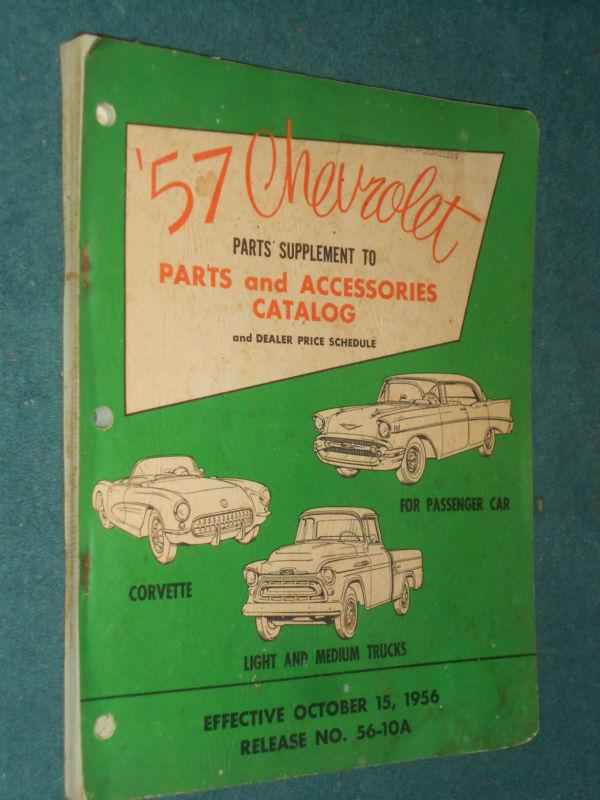 '57 Chevrolet
PARTS SUPPLEMENT TO
PARTS and ACCESSORIES
CATALOG
and DEALER PRICE SCHEDULE
FOR PASSENGER CAR
CORVETTE
LIGHT AND MEDIUM TRUCKS
EFFECTIVE OCTOBER 15, 1956
RELEASE NO. 56-10A